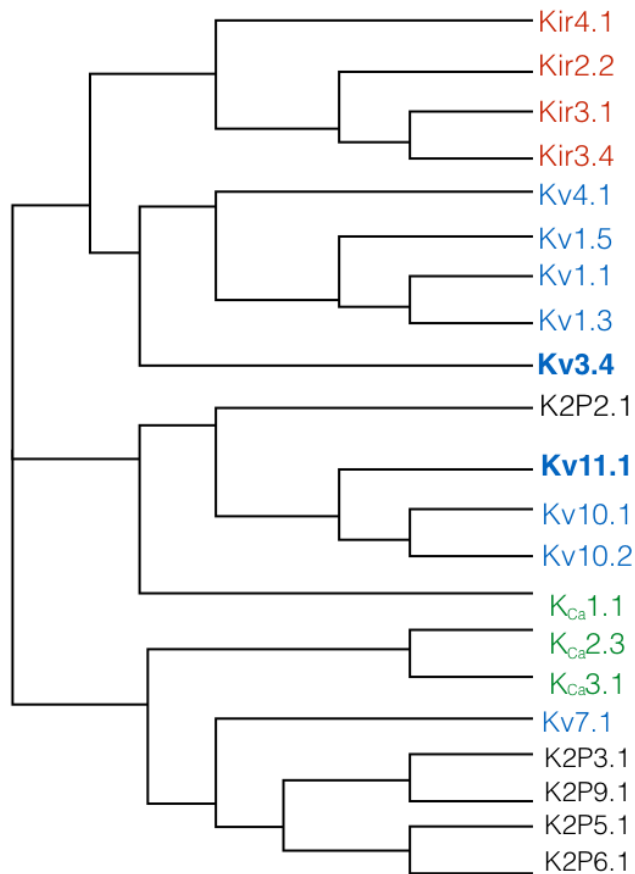 Kir4.1
Kir2.2
Kir3.1
Kir3.4
Kv4.1
Kv1.5
Kv1.1
Kv1.3
Kv3.4
K2P2.1
Kv11.1
Kv10.1
Kv10.2
KCa1.1
KCa2.3
KCa3.1
Kv7.1
K2P3.1
K2P9.1
K2P5.1
K2P6.1